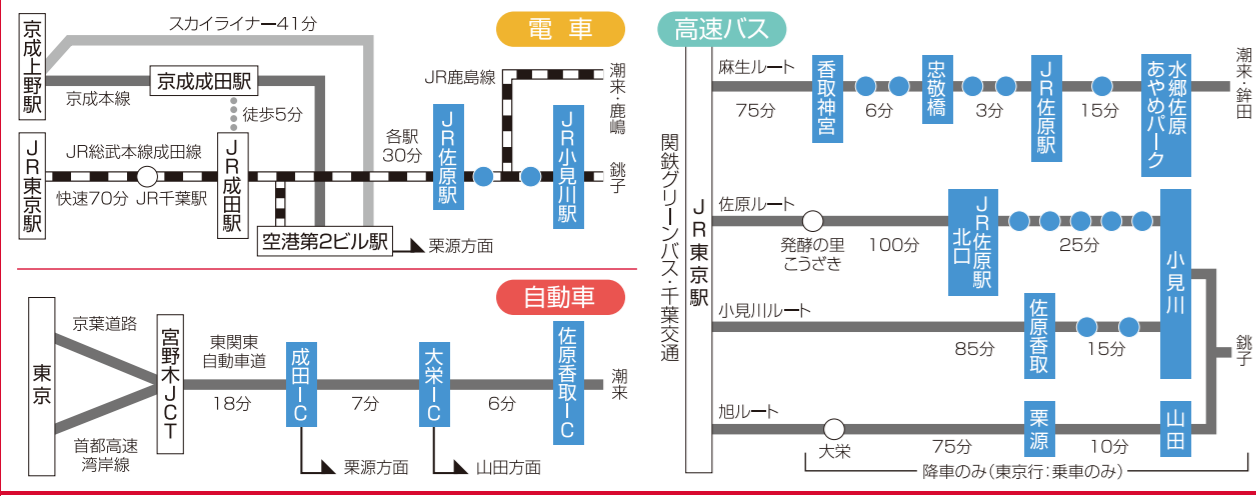 電車
スカイライナー41分
京成上野駅
京成本線
京成成田駅
徒歩5分
JR東京駅
JR総武本線成田線
快速70分
JR千葉駅
JR成田駅
空港第2ビル駅
栗源方面
各駅
30分
JR佐原駅
JR鹿島線
潮来・鹿嶋
JR小見川駅
銚子
自動車
東京
京葉道路
首都高速
湾岸線
宮野木JCT
東関東
自動車道
18分
成田IC
栗源方面
7分
大栄IC
山田方面
6分
佐原香取IC
潮来
高速バス
関鉄グリーンバス・千葉交通
JR東京駅
麻生ルート
75分
香取神宮
6分
忠敬橋
3分
JR佐原駅
15分
水郷佐原
あやめパーク
潮来・鉾田
佐原ルート
発酵の里
こうざき
100分
JR佐原駅
北口
25分
小見川
小見川ルート
85分
佐原香取
15分
銚子
旭ルート
大栄
75分
栗源
10分
山田
降車のみ(東京行:乗車のみ)